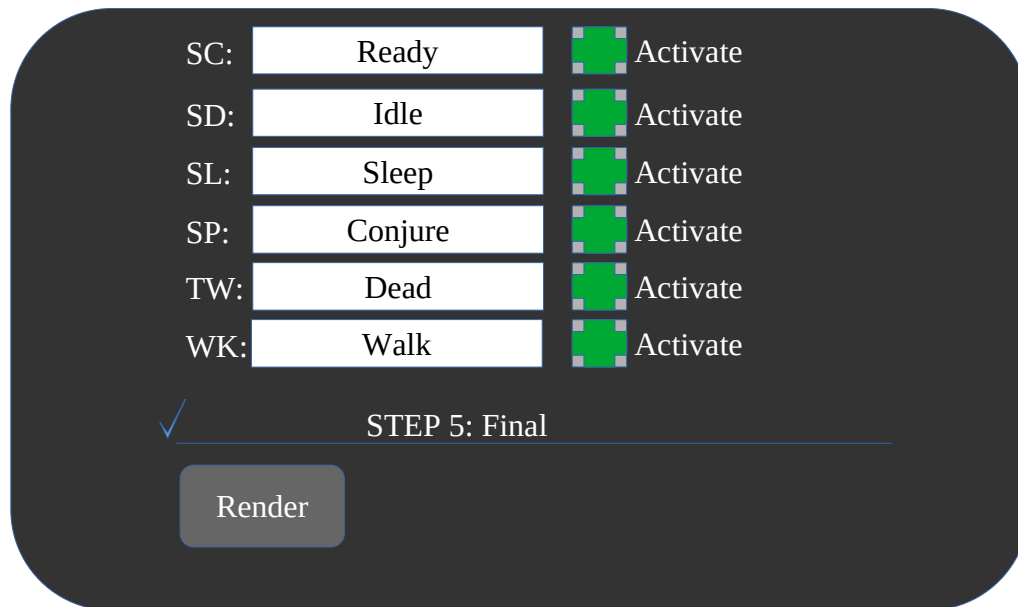 SC: Ready Activate
SD: Idle Activate
SL: Sleep Activate
SP: Conjure Activate
TW: Dead Activate
WK: Walk Activate
STEP 5: Final
Render